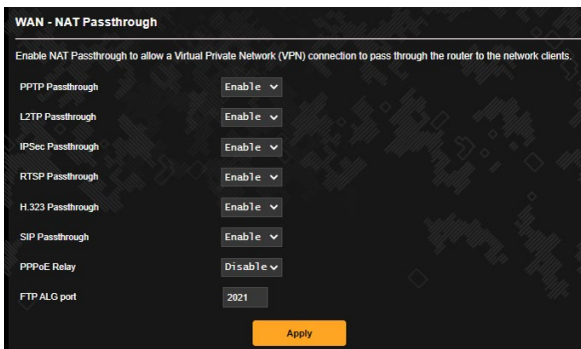 WAN - NAT Passthrough
Enable NAT Passthrough to allow a Virtual Private Network (VPN) connection to pass through the router to the network clients.
PPTP Passthrough Enable
L2TP Passthrough Enable
IPSec Passthrough Enable
RTSP Passthrough Enable
H.323 Passthrough Enable
SIP Passthrough Enable
PPPoE Relay Disable
FTP ALG port 2021
Apply